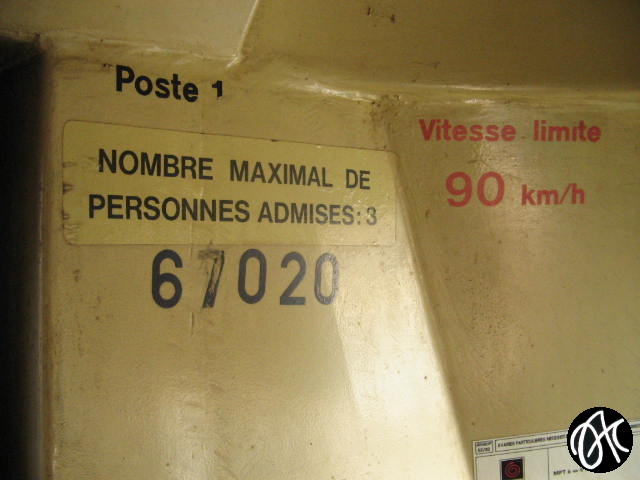 Poste 1
NOMBRE MAXIMAL DE
PERSONNES ADMISES: 3
67020
Vitesse limite
90 km/h